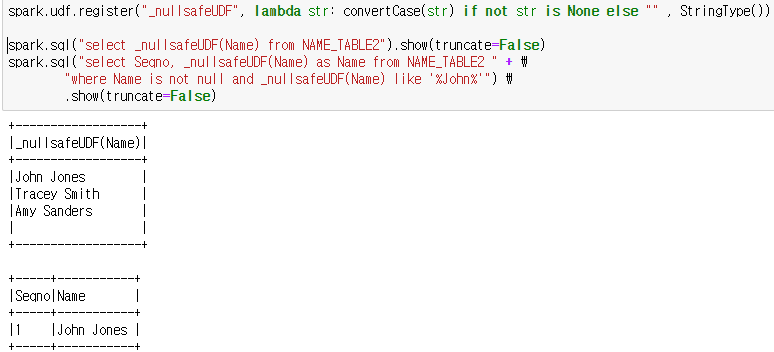 spark.udf.register("_nullsafeUDF", lambda str: convertCase(str) if not str is None else "" , StringType())
spark.sql("select _nullsafeUDF(Name) from NAME_TABLE2").show(truncate=False)
spark.sql("select Seqno, _nullsafeUDF(Name) as Name from NAME_TABLE2 " + ₩
        "where Name is not null and _nullsafeUDF(Name) like '%John%'") ₩
        .show(truncate=False)
+------------------+
|_nullsafeUDF(Name)|
+------------------+
|John Jones        |
|Tracey Smith      |
|Amy Sanders       |
|                  |
+------------------+
+-----+-----------+
|Seqno|Name       |
+-----+-----------+
|1    |John Jones |
+-----+-----------+